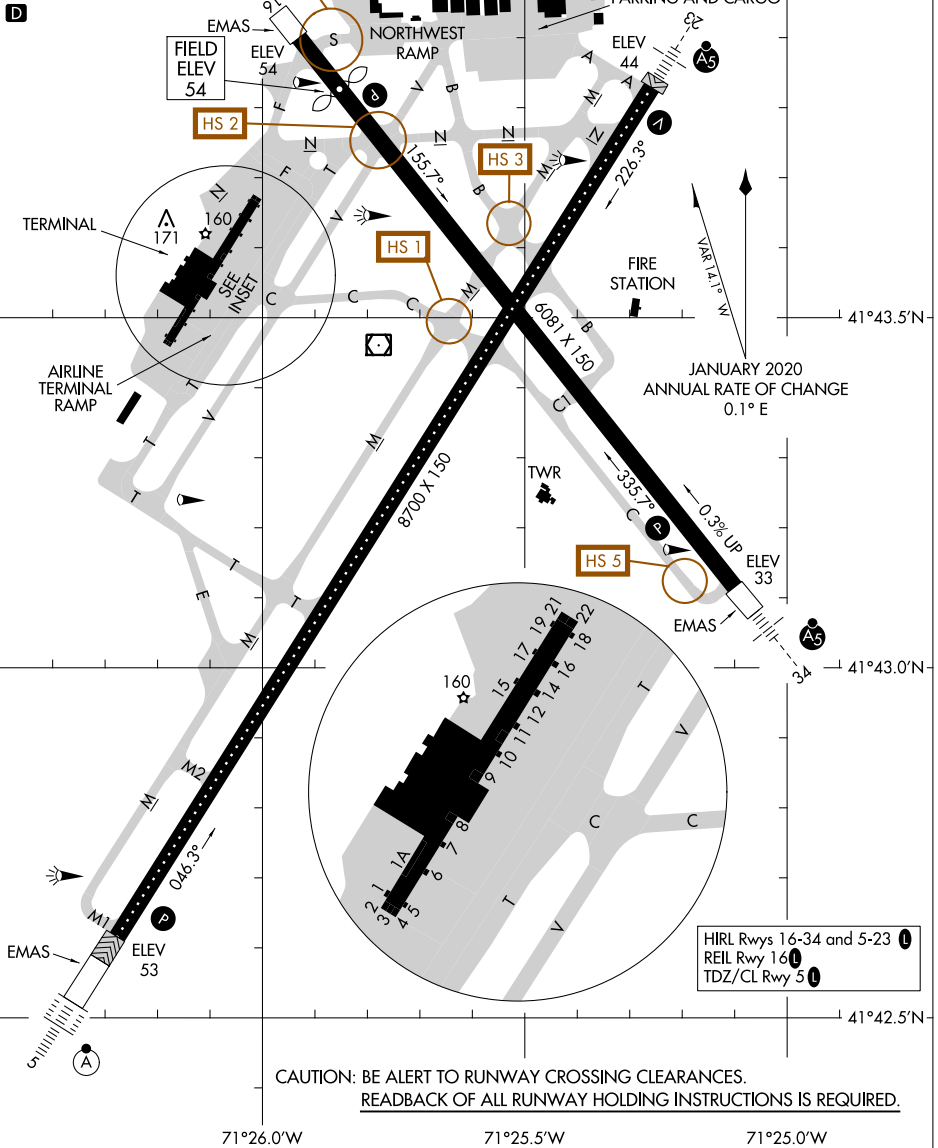 D
16
PARKING AND CARGO
23
EMAS
S
NORTHWEST
RAMP
ELEV
54
ELEV
44
A5
FIELD
ELEV
54
P
V
B
A
A
M
V
F
HS 2
N
N
N
N
HS 3
155.7°
226.3°
F
T
B
M
N
V
TERMINAL
171
160
SEE
INSET
HS 1
VAR 14.1° W
FIRE
STATION
C
C
C
M
6081 X 150
B
41°43.5'N
AIRLINE
TERMINAL
RAMP
JANUARY 2020
ANNUAL RATE OF CHANGE
0.1° E
T
V
C1
T
M
8700 X 150
TWR
335.7°
0.3% UP
T
C
P
HS 5
ELEV
33
T
E
T
M
EMAS
A5
34
41°43.0'N
21
22
19
18
17
16
15
14
12
11
10
9
8
7
6
1A
1
2
3
4
5
160
T
V
C
C
T
V
M2
M
046.3°
M1
P
EMAS
ELEV
53
HIRL Rwys 16-34 and 5-23 L
REIL Rwy 16 L
TDZ/CL Rwy 5 L
41°42.5'N
5
A
CAUTION: BE ALERT TO RUNWAY CROSSING CLEARANCES.
READBACK OF ALL RUNWAY HOLDING INSTRUCTIONS IS REQUIRED.
71°26.0'W
71°25.5'W
71°25.0'W